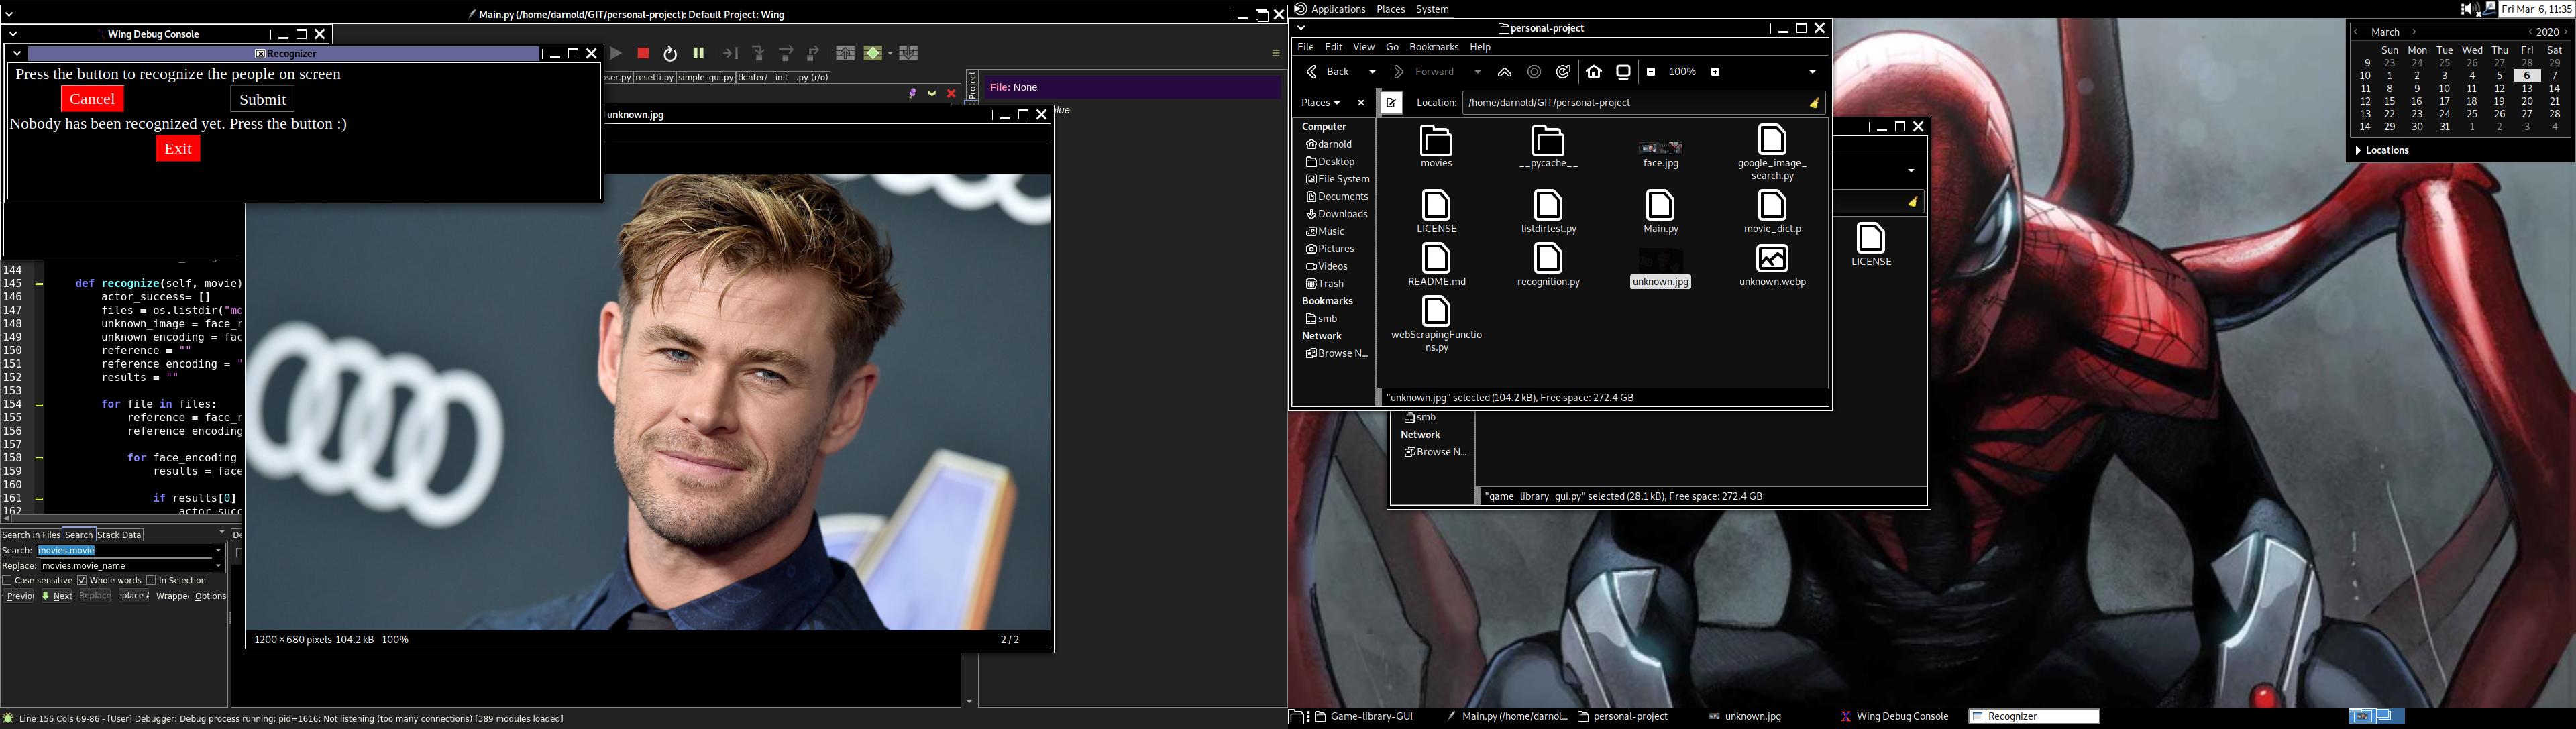 Main.py (/home/darnold/GIT/personal-project): Default Project: Wing
Wing Debug Console
Recognizer
Press the button to recognize the people on screen
Cancel
Submit
Nobody has been recognized yet. Press the button :)
Exit
ser.py resetti.py simple_gui.py tkinter/__init__.py (r/o)
Project
File: None
unknown.jpg
144
145 def recognize(self, movie)
146 actor_success= []
147 files = os.listdir("mo
148 unknown_image = face_r
149 unknown_encoding = fac
150 reference = ""
151 reference_encoding = "
152 results = ""
153
154 for file in files:
155 reference = face_r
156 reference_encoding
157
158 for face_encoding
159 results = face
160
161 if results[0]
162 actor_succ
1200 × 680 pixels 104.2 kB 100%
2 / 2
Search in Files Search Stack Data
Search: movies.movie
Replace: movies.movie_name
Case sensitive Whole words In Selection
Previo Next Replace eplace A Wrappe Options
Line 155 Cols 69-86 - [User] Debugger: Debug process running; pid=1616; Not listening (too many connections) [389 modules loaded]
Applications Places System
Fri Mar 6, 11:35
personal-project
File Edit View Go Bookmarks Help
Back Forward 100%
Places Location: /home/darnold/GIT/personal-project
Computer
darnold
Desktop
File System
Documents
Downloads
Music
Pictures
Videos
Trash
Bookmarks
smb
Network
Browse N...
movies
__pycache__
face.jpg
google_image_
search.py
LICENSE
listdirtest.py
Main.py
movie_dict.p
README.md
recognition.py
unknown.jpg
unknown.webp
webScrapingFunctio
ns.py
"unknown.jpg" selected (104.2 kB), Free space: 272.4 GB
LICENSE
smb
Network
Browse N...
"game_library_gui.py" selected (28.1 kB), Free space: 272.4 GB
March 2020
Sun Mon Tue Wed Thu Fri Sat
9 23 24 25 26 27 28 29
10 1 2 3 4 5 6 7
11 8 9 10 11 12 13 14
12 15 16 17 18 19 20 21
13 22 23 24 25 26 27 28
14 29 30 31 1 2 3 4
Locations
Game-library-GUI
Main.py (/home/darnol...
personal-project
unknown.jpg
Wing Debug Console
Recognizer